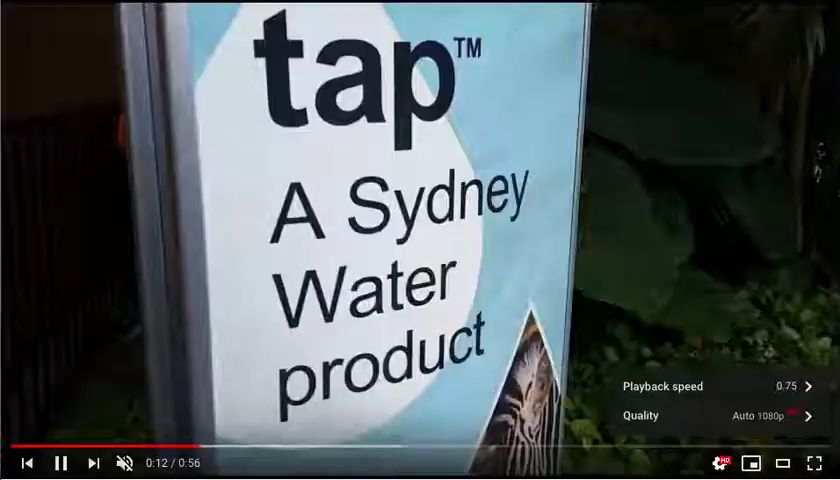 tap™
A Sydney
Water
product
Playback speed 0.75
Quality Auto 1080p
0:12 / 0:56 HD